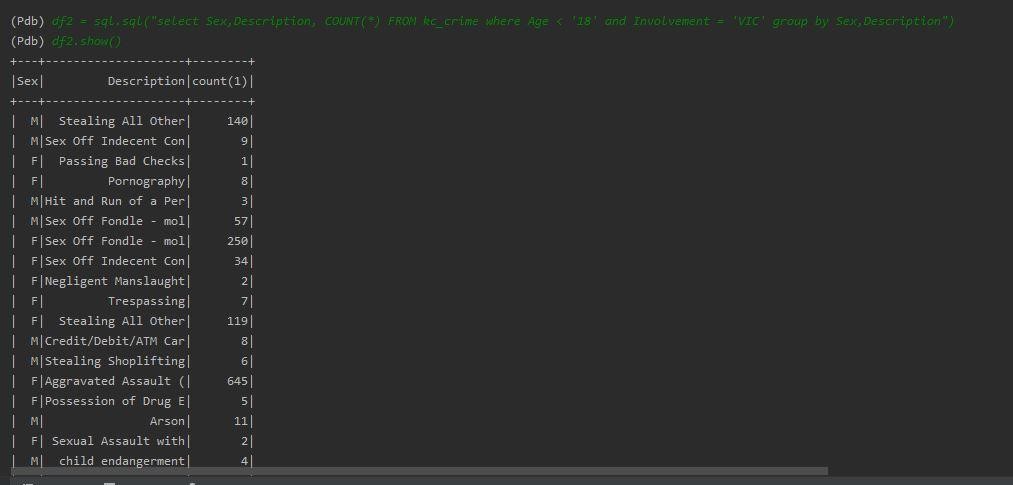 (Pdb) df2 = sql.sql("select Sex,Description, COUNT(*) FROM kc_crime where Age < '18' and Involvement = 'VIC' group by Sex,Description")
(Pdb) df2.show()
+---+--------------------+--------+
|Sex|         Description|count(1)|
+---+--------------------+--------+
|  M|  Stealing All Other|     140|
|  M|Sex Off Indecent Con|       9|
|  F|  Passing Bad Checks|       1|
|  F|         Pornography|       8|
|  M|Hit and Run of a Per|       3|
|  M|Sex Off Fondle - mol|      57|
|  F|Sex Off Fondle - mol|     250|
|  F|Sex Off Indecent Con|      34|
|  F|Negligent Manslaught|       2|
|  F|         Trespassing|       7|
|  F|  Stealing All Other|     119|
|  M|Credit/Debit/ATM Car|       8|
|  M|Stealing Shoplifting|       6|
|  F|Aggravated Assault (|     645|
|  F|Possession of Drug E|       5|
|  M|               Arson|      11|
|  F| Sexual Assault with|       2|
|  M|  child endangerment|       4|